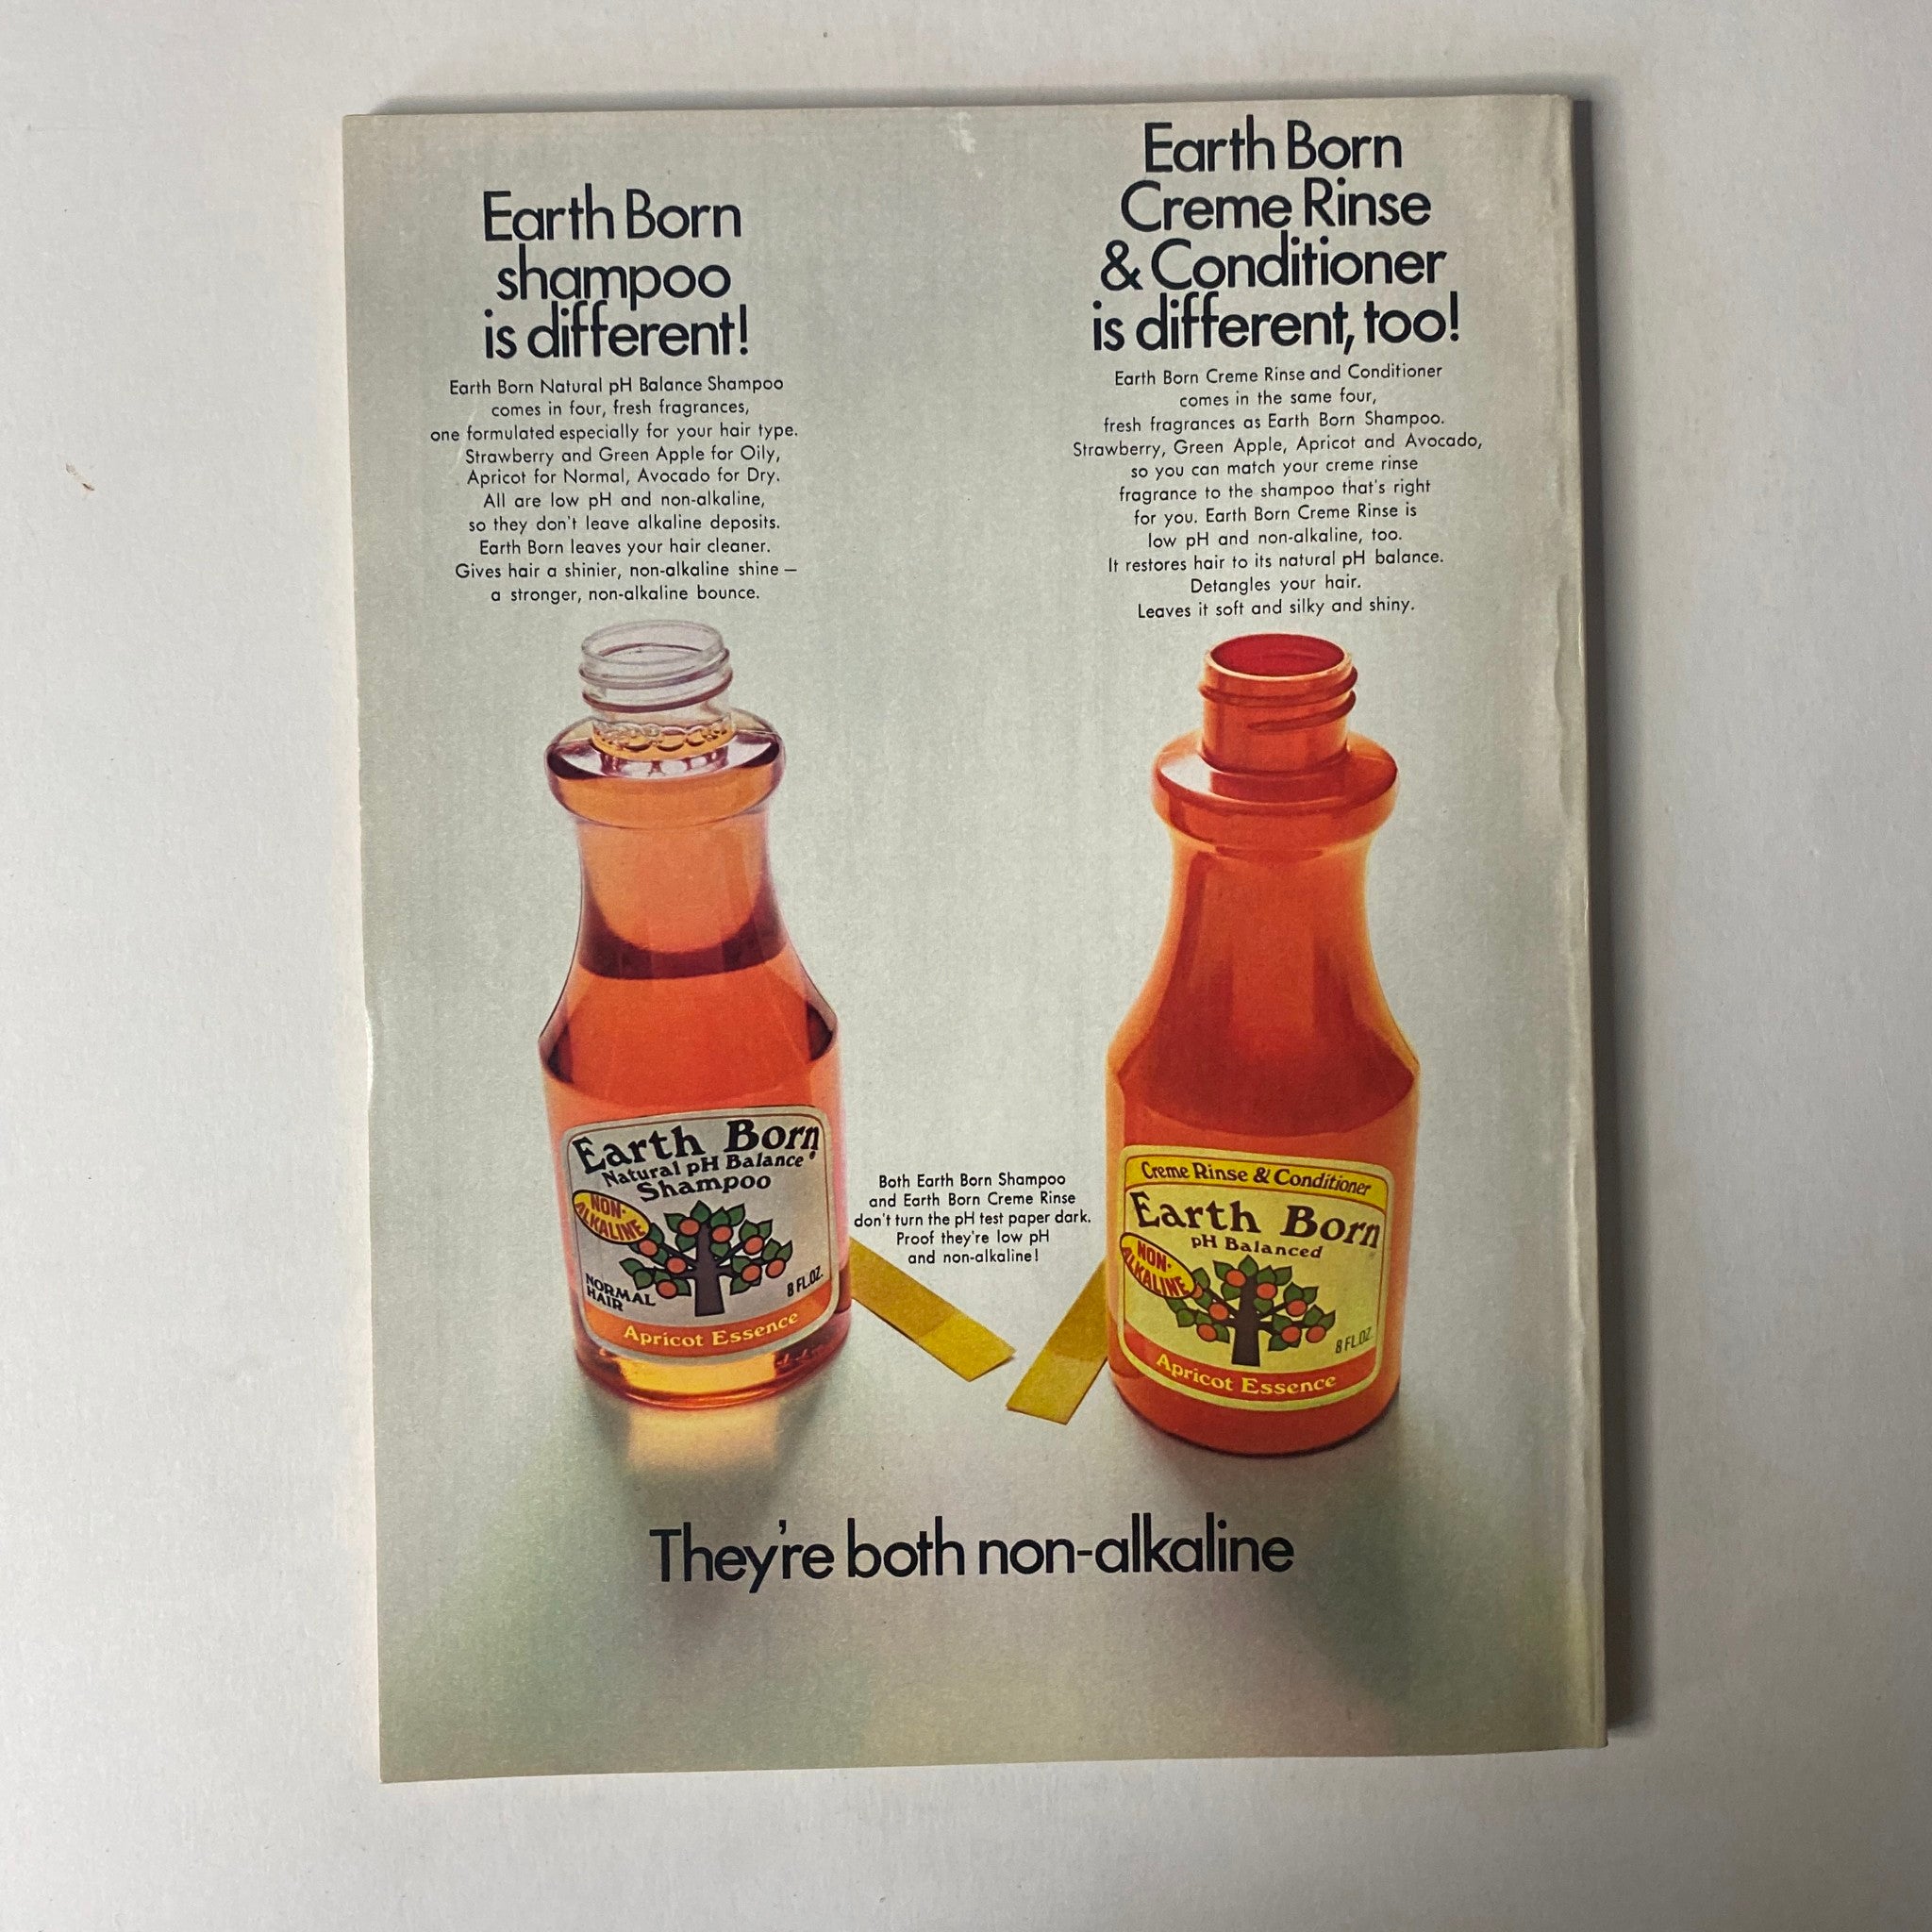 Earth Born
shampoo
is different!
Earth Born Natural pH Balance Shampoo
comes in four, fresh fragrances,
one formulated especially for your hair type.
Strawberry and Green Apple for Oily,
Apricot for Normal, Avocado for Dry.
All are low pH and non-alkaline,
so they don't leave alkaline deposits.
Earth Born leaves your hair cleaner.
Gives hair a shinier, non-alkaline shine —
a stronger, non-alkaline bounce.
Earth Born
Creme Rinse
& Conditioner
is different, too!
Earth Born Creme Rinse and Conditioner
comes in the same four,
fresh fragrances as Earth Born Shampoo.
Strawberry, Green Apple, Apricot and Avocado,
so you can match your creme rinse
fragrance to the shampoo that's right
for you. Earth Born Creme Rinse is
low pH and non-alkaline, too.
It restores hair to its natural pH balance.
Detangles your hair.
Leaves it soft and silky and shiny.
Earth Born
Natural pH Balance
Shampoo
NON-
ALKALINE
NORMAL
HAIR
8 FL.OZ.
Apricot Essence
Both Earth Born Shampoo
and Earth Born Creme Rinse
don't turn the pH test paper dark.
Proof they're low pH
and non-alkaline!
Creme Rinse & Conditioner
Earth Born
pH Balanced
NON-
ALKALINE
8 FL.OZ.
Apricot Essence
They're both non-alkaline